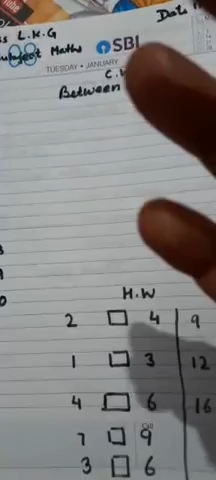 L.K.G
Date
Maths
SBI
TUESDAY • JANUARY
Between
H.W
2 □ 4 9
1 □ 3 12
4 □ 6 16
7 □ 9
3 □ 6